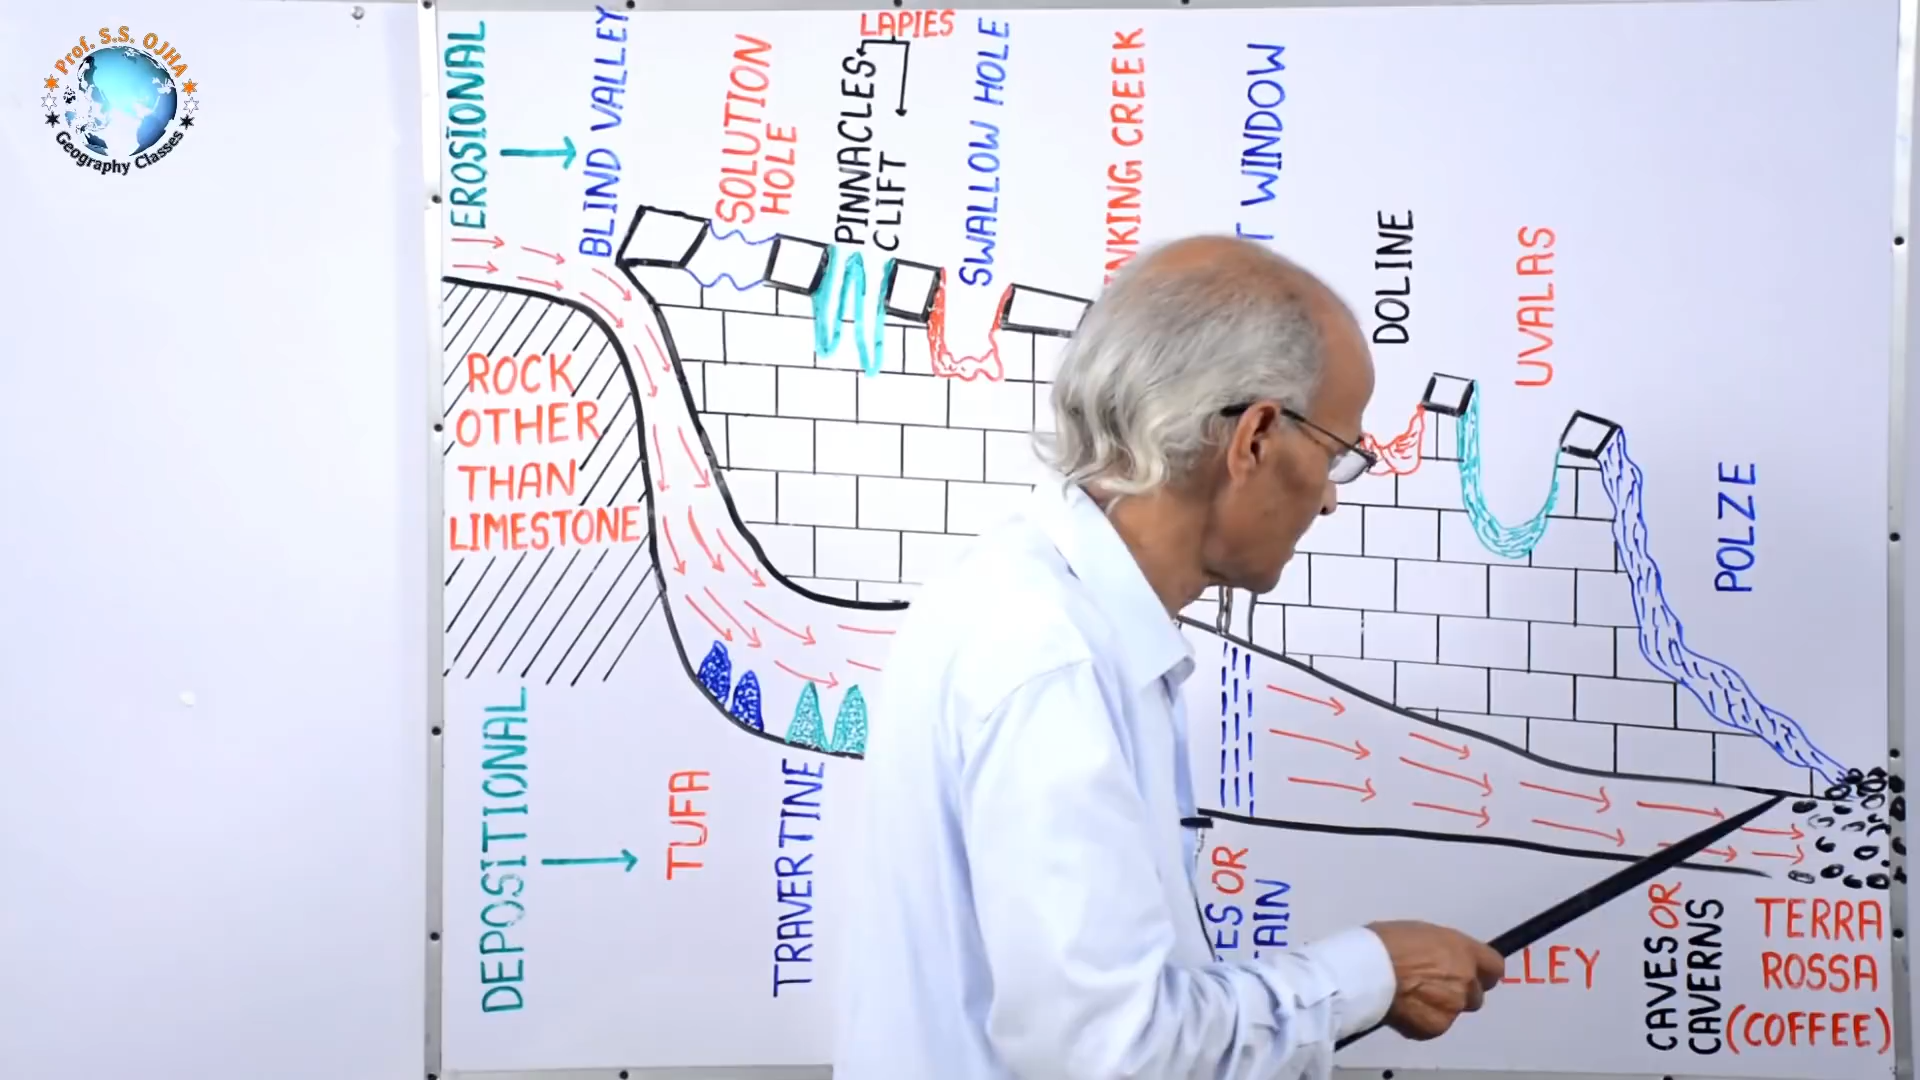 Prof. S.S. OJHA
Geography Classes
EROSIONAL
BLIND VALLEY
SOLUTION
HOLE
LAPIES
PINNACLES
CLIFT
SWALLOW HOLE
INKING CREEK
T WINDOW
DOLINE
UVALAS
POLZE
ROCK
OTHER
THAN
LIMESTONE
DEPOSITIONAL
TUFA
TRAVERTINE
ES OR
AIN
LLEY
CAVES OR
CAVERNS
TERRA
ROSSA
(COFFEE)